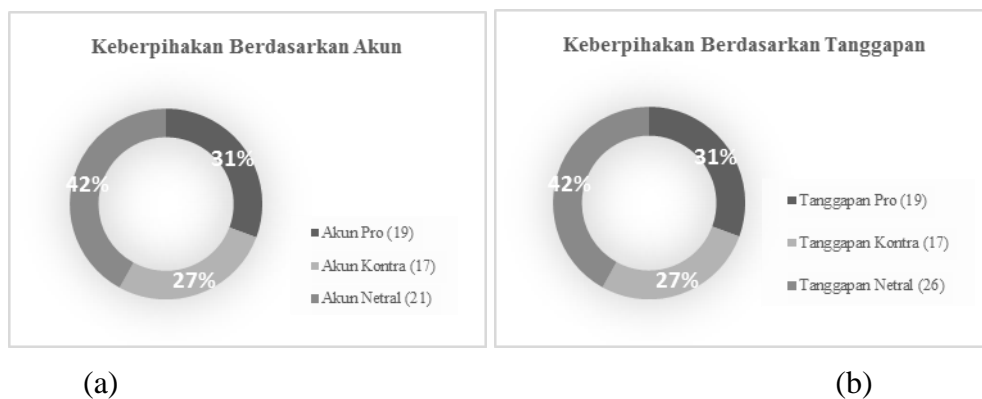 Keberpihakan Berdasarkan Akun
31%
42%
27%
Akun Pro (19)
Akun Kontra (17)
Akun Netral (21)
(a)
Keberpihakan Berdasarkan Tanggapan
31%
42%
27%
Tanggapan Pro (19)
Tanggapan Kontra (17)
Tanggapan Netral (26)
(b)